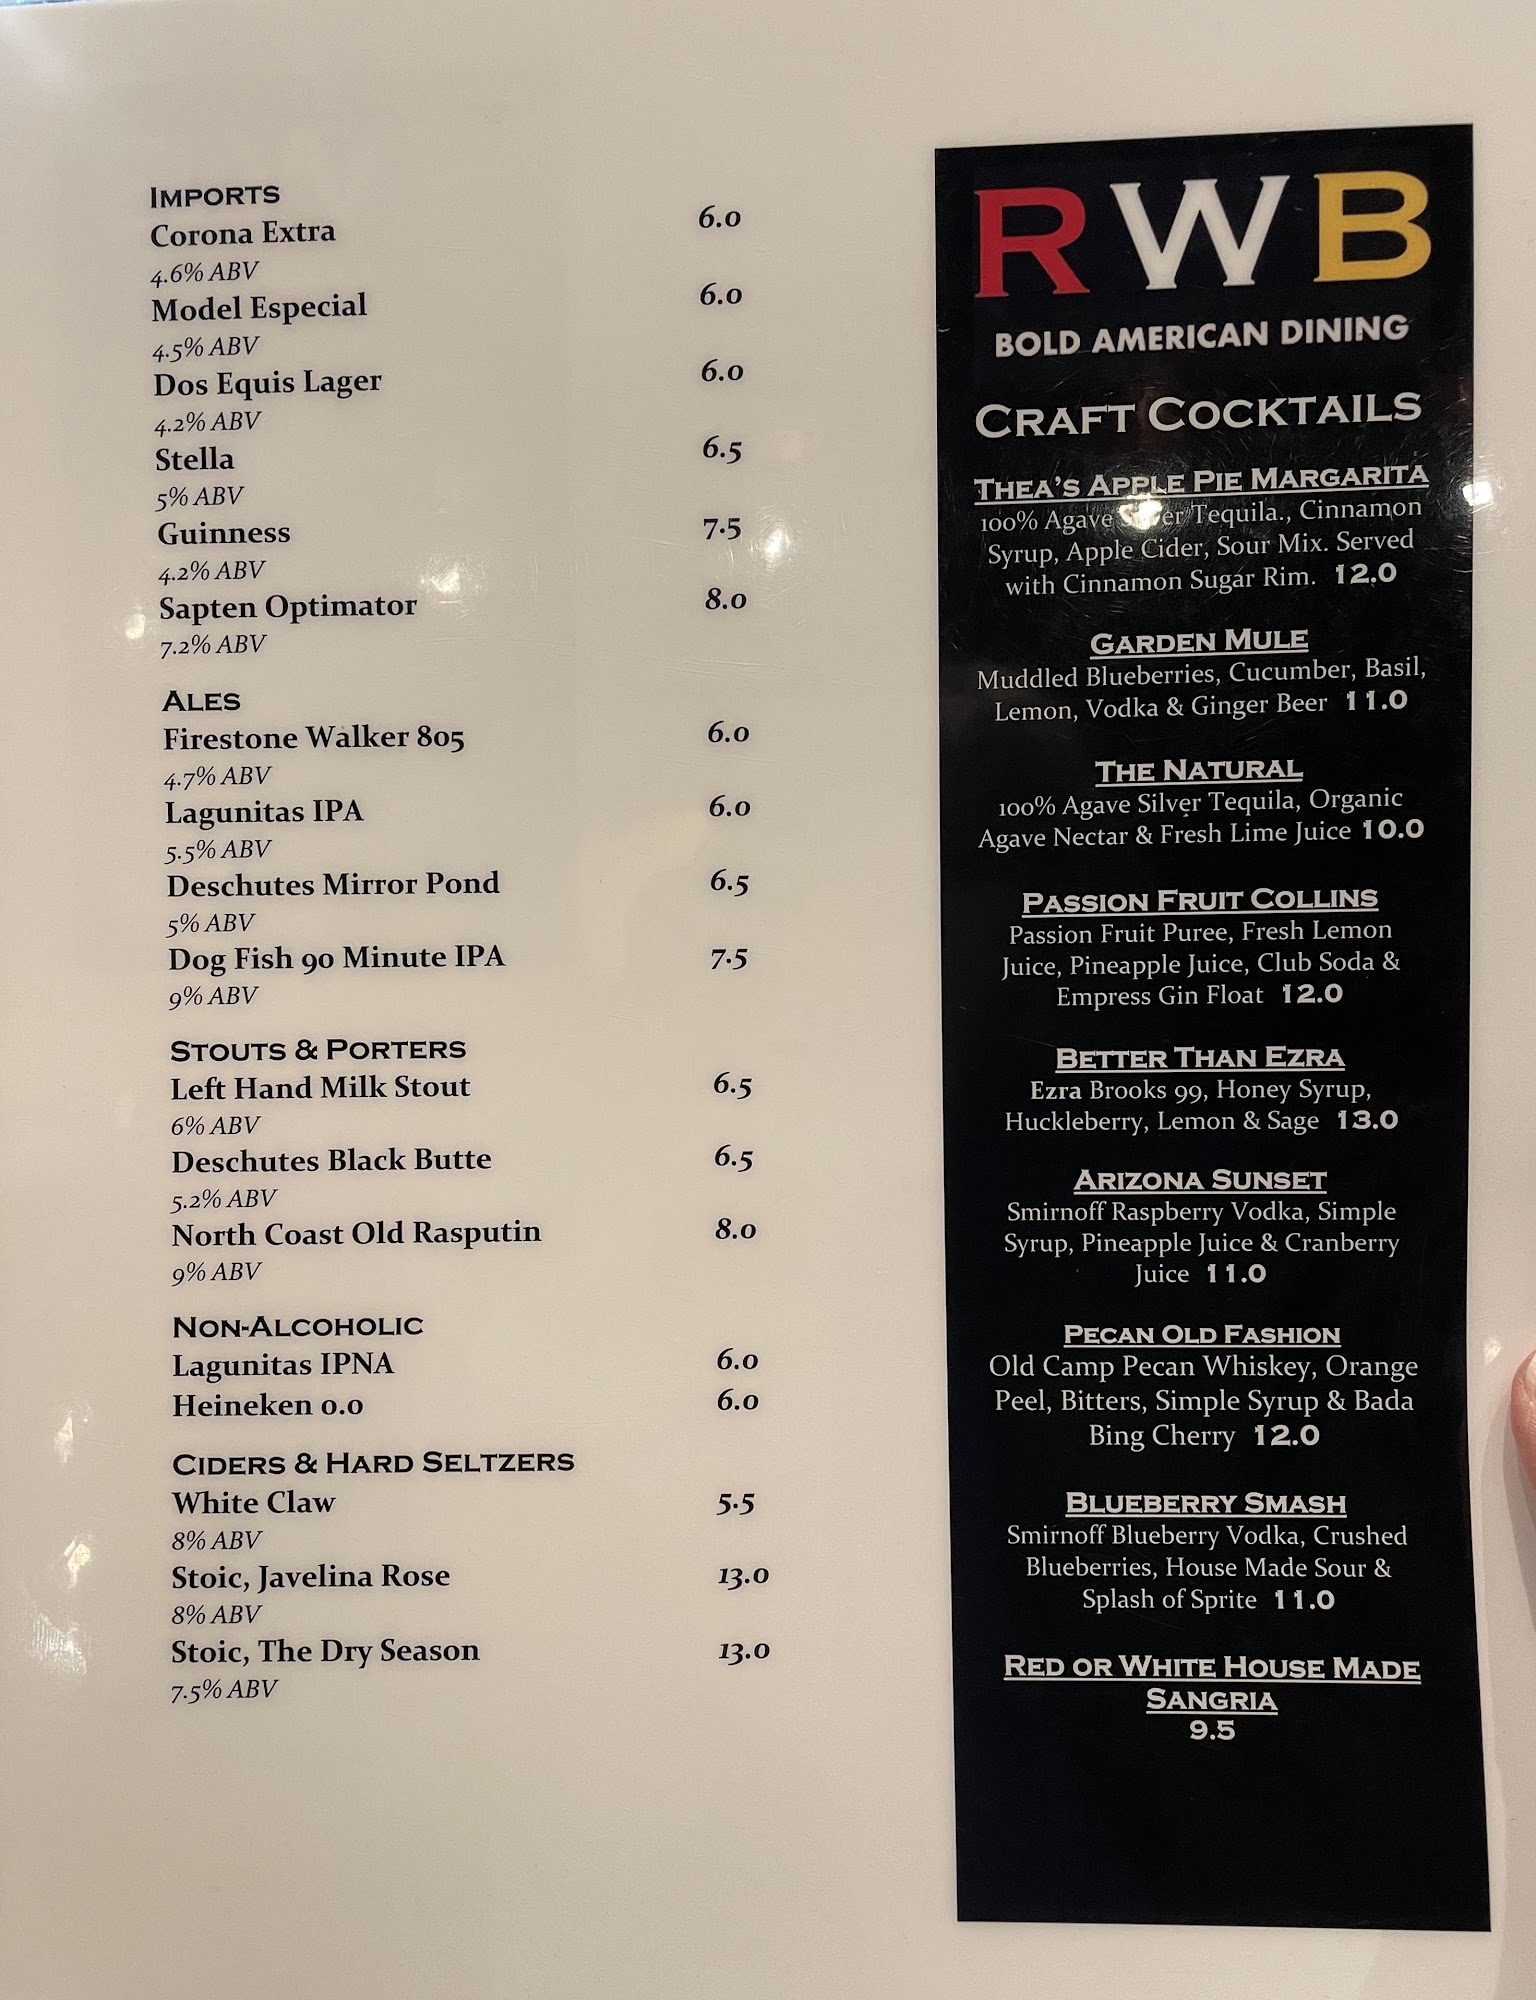 IMPORTS
Corona Extra 6.0
4.6% ABV
Model Especial 6.0
4.5% ABV
Dos Equis Lager 6.0
4.2% ABV
Stella 6.5
5% ABV
Guinness 7.5
4.2% ABV
Sapten Optimator 8.0
7.2% ABV
ALES
Firestone Walker 805 6.0
4.7% ABV
Lagunitas IPA 6.0
5.5% ABV
Deschutes Mirror Pond 6.5
5% ABV
Dog Fish 90 Minute IPA 7.5
9% ABV
STOUTS & PORTERS
Left Hand Milk Stout 6.5
6% ABV
Deschutes Black Butte 6.5
5.2% ABV
North Coast Old Rasputin 8.0
9% ABV
NON-ALCOHOLIC
Lagunitas IPNA 6.0
Heineken 0.0 6.0
CIDERS & HARD SELTZERS
White Claw 5.5
8% ABV
Stoic, Javelina Rose 13.0
8% ABV
Stoic, The Dry Season 13.0
7.5% ABV
RWB
BOLD AMERICAN DINING
CRAFT COCKTAILS
THEA'S APPLE PIE MARGARITA
100% Agave Silver Tequila., Cinnamon
Syrup, Apple Cider, Sour Mix. Served
with Cinnamon Sugar Rim. 12.0
GARDEN MULE
Muddled Blueberries, Cucumber, Basil,
Lemon, Vodka & Ginger Beer 11.0
THE NATURAL
100% Agave Silver Tequila, Organic
Agave Nectar & Fresh Lime Juice 10.0
PASSION FRUIT COLLINS
Passion Fruit Puree, Fresh Lemon
Juice, Pineapple Juice, Club Soda &
Empress Gin Float 12.0
BETTER THAN EZRA
Ezra Brooks 99, Honey Syrup,
Huckleberry, Lemon & Sage 13.0
ARIZONA SUNSET
Smirnoff Raspberry Vodka, Simple
Syrup, Pineapple Juice & Cranberry
Juice 11.0
PECAN OLD FASHION
Old Camp Pecan Whiskey, Orange
Peel, Bitters, Simple Syrup & Bada
Bing Cherry 12.0
BLUEBERRY SMASH
Smirnoff Blueberry Vodka, Crushed
Blueberries, House Made Sour &
Splash of Sprite 11.0
RED OR WHITE HOUSE MADE
SANGRIA
9.5